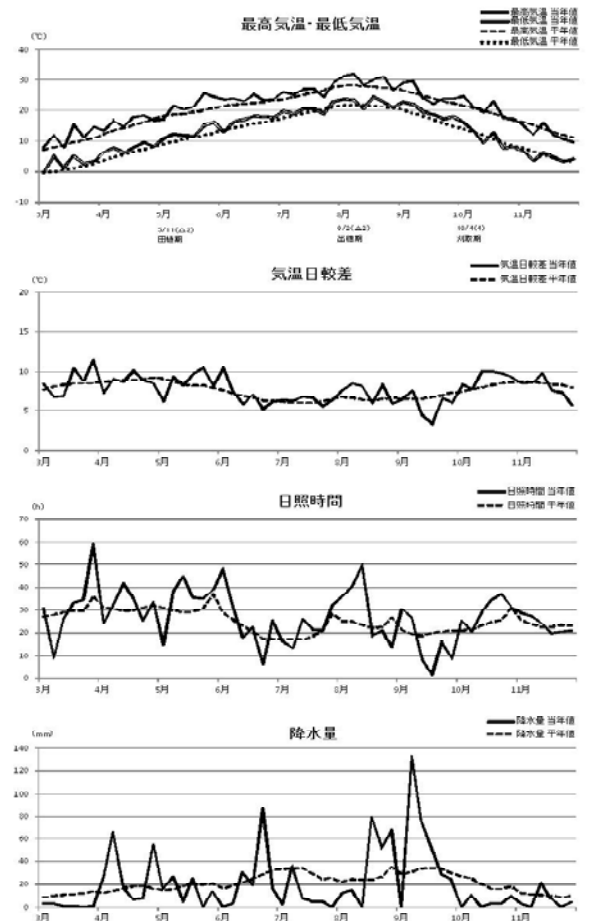 最高気温・最低気温
(℃)
最高気温 当年値
最低気温 当年値
最高気温 平年値
最低気温 平年値
40
30
20
10
0
-10
3月 4月 5月 6月 7月 8月 9月 10月 11月
田植期
出穂期
刈取期
気温日較差
(℃)
気温日較差 当年値
気温日較差 平年値
20
15
10
5
0
3月 4月 5月 6月 7月 8月 9月 10月 11月
日照時間
(h)
日照時間 当年値
日照時間 平年値
70
60
50
40
30
20
10
0
3月 4月 5月 6月 7月 8月 9月 10月 11月
降水量
(mm)
降水量 当年値
降水量 平年値
140
120
100
80
60
40
20
0
3月 4月 5月 6月 7月 8月 9月 10月 11月